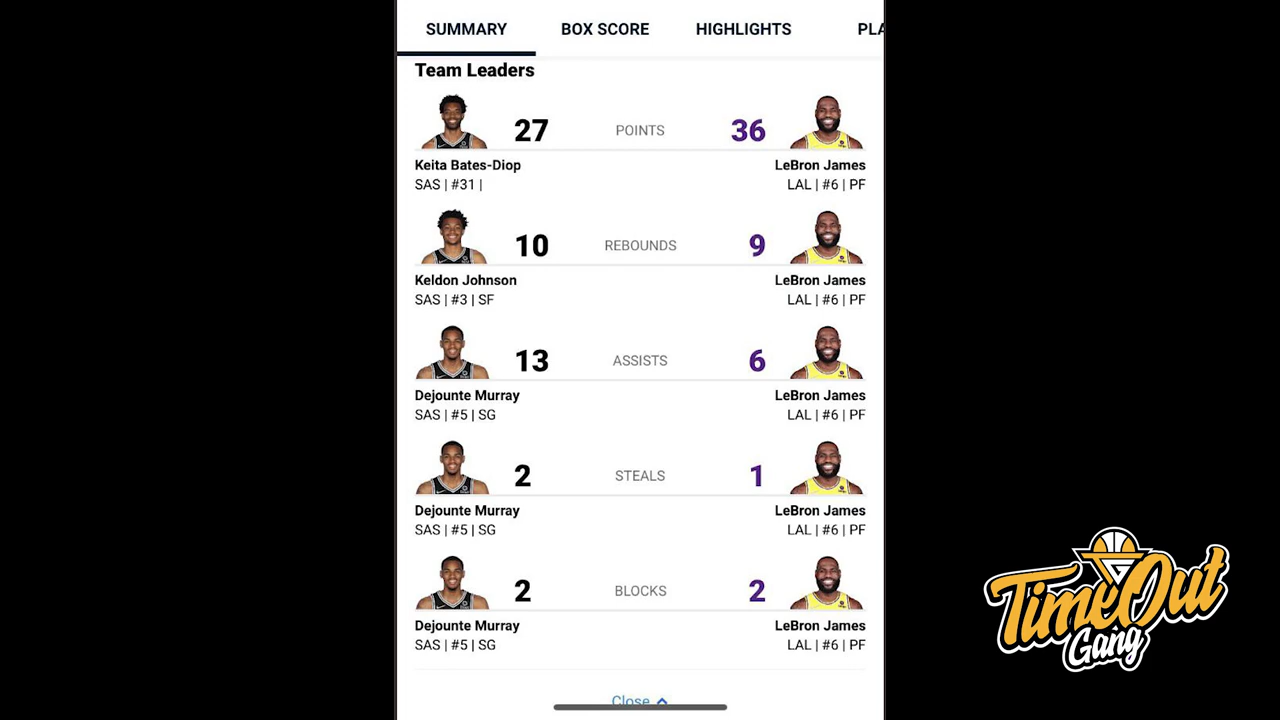 SUMMARY BOX SCORE HIGHLIGHTS PLA
Team Leaders
27 POINTS 36
Keita Bates-Diop LeBron James
SAS | #31 | LAL | #6 | PF
10 REBOUNDS 9
Keldon Johnson LeBron James
SAS | #3 | SF LAL | #6 | PF
13 ASSISTS 6
Dejounte Murray LeBron James
SAS | #5 | SG LAL | #6 | PF
2 STEALS 1
Dejounte Murray LeBron James
SAS | #5 | SG LAL | #6 | PF
2 BLOCKS 2
Dejounte Murray LeBron James
SAS | #5 | SG LAL | #6 | PF
Close
TimeOut
Gang